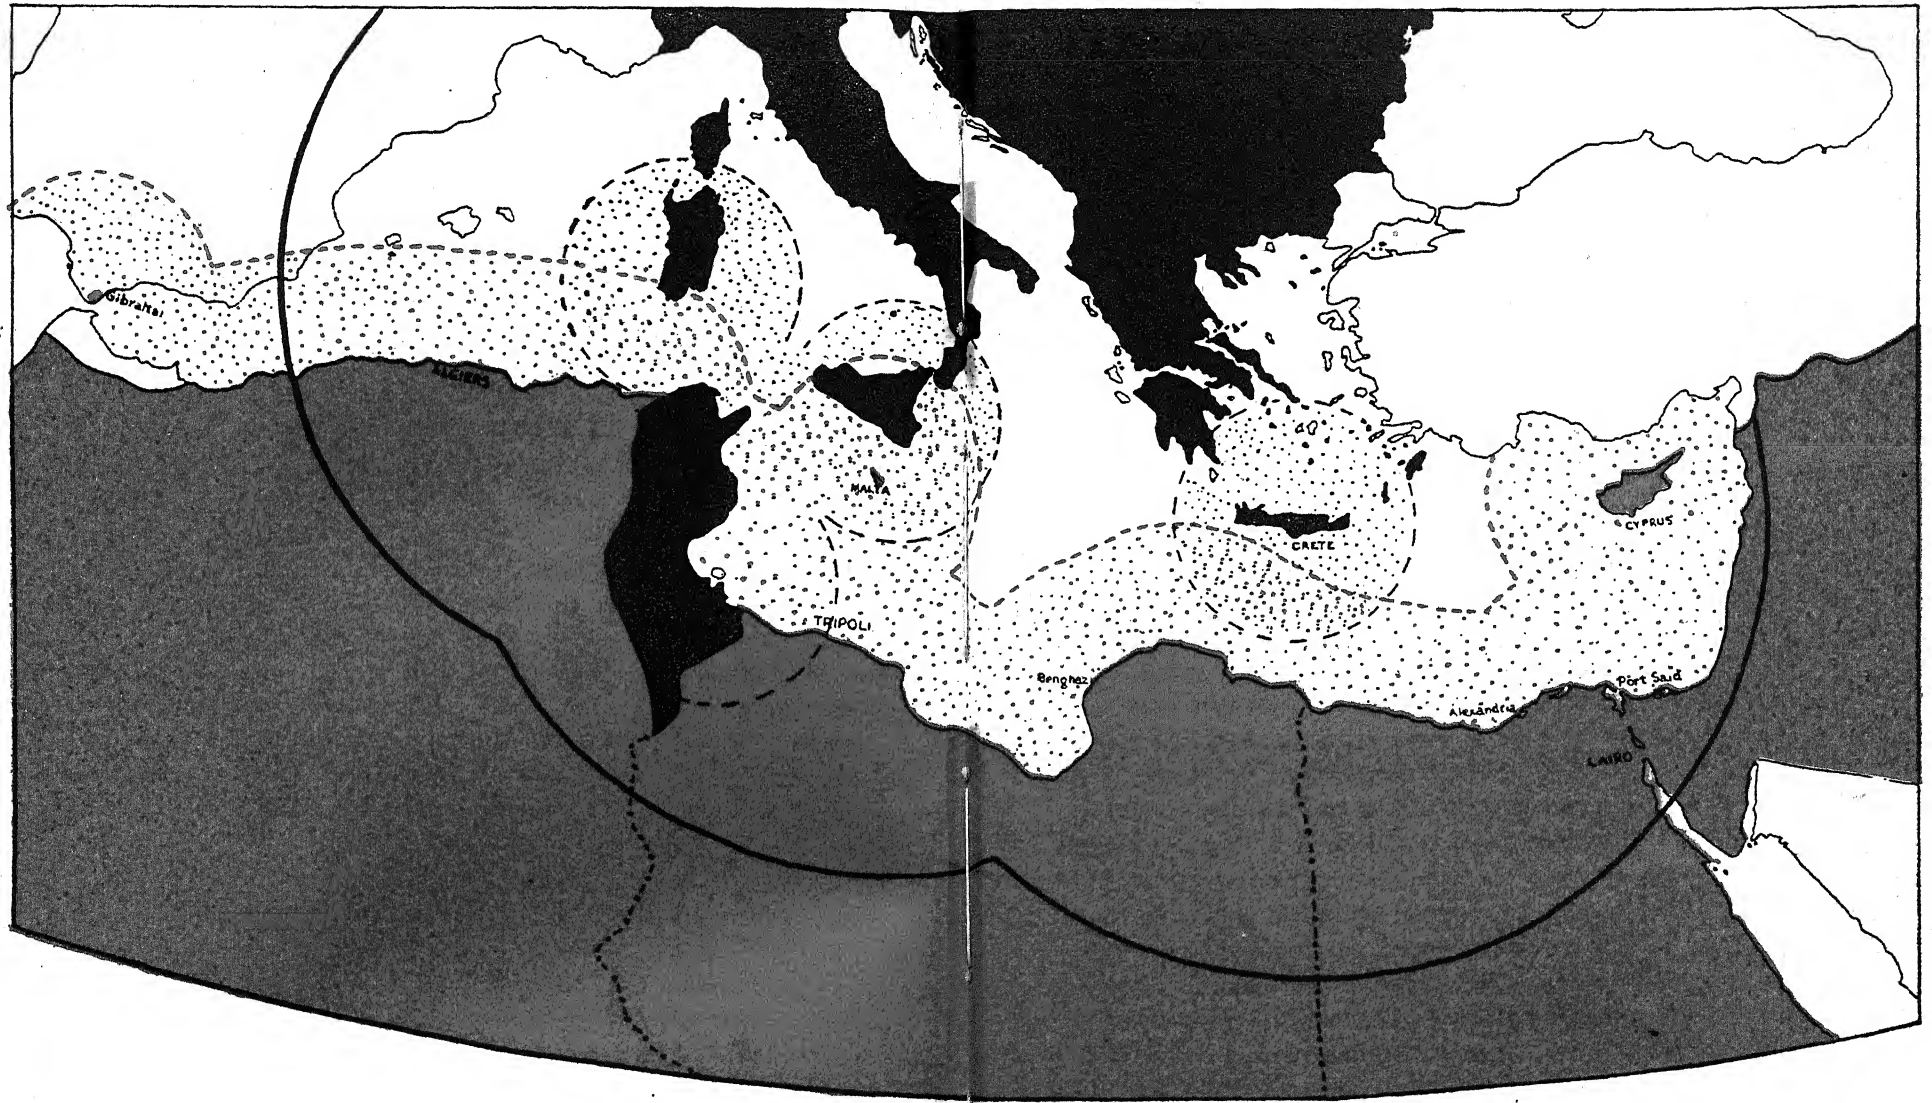 Gibraltar
ALGIERS
MALTA
CRETE
CYPRUS
TRIPOLI
Benghazi
Port Said
Alexandria
CAIRO